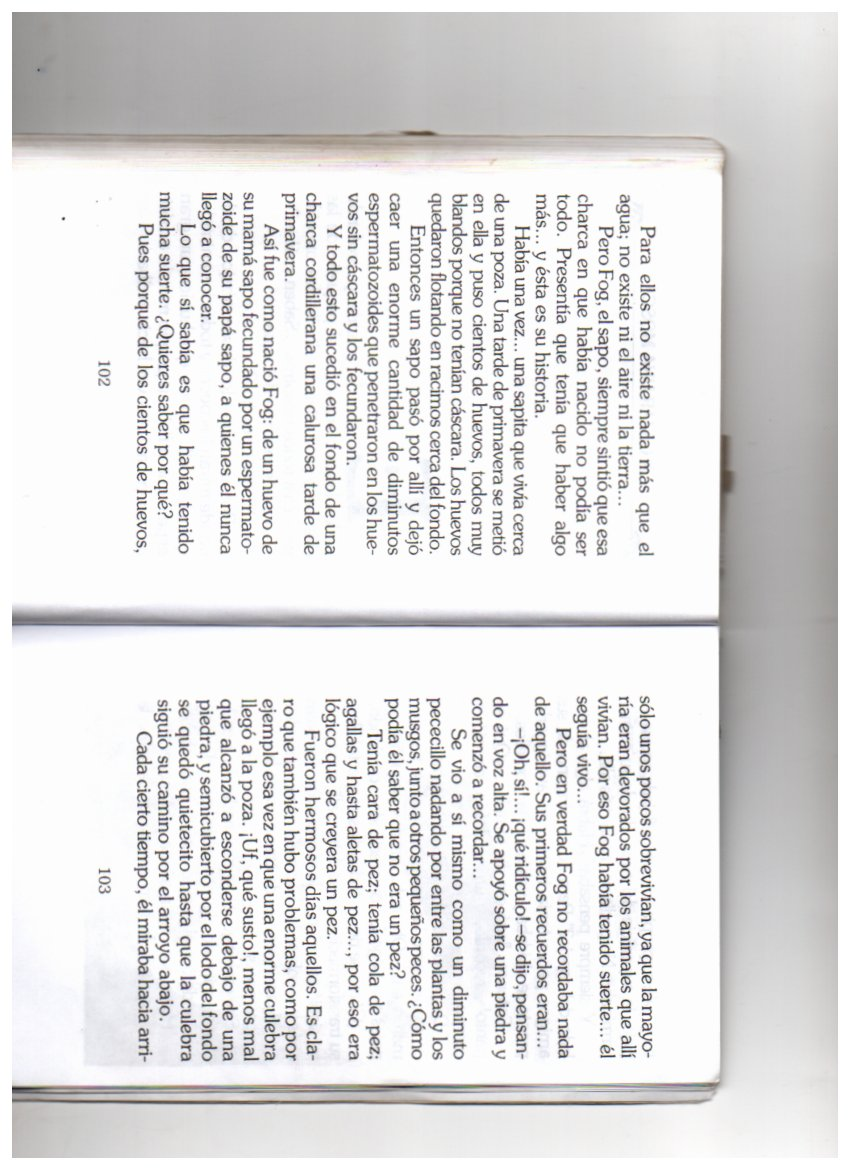 Para ellos no existe nada más que el
agua; no existe ni el aire ni la tierra...
Pero Fog, el sapo, siempre sintió que esa
charca en que había nacido no podía ser
todo. Presentía que tenía que haber algo
más... y ésta es su historia.
Había una vez... una sapita que vivía cerca
de una poza. Una tarde de primavera se metió
en ella y puso cientos de huevos, todos muy
blandos porque no tenían cáscara. Los huevos
quedaron flotando en racimos cerca del fondo.
Entonces un sapo pasó por allí y dejó
caer una enorme cantidad de diminutos
espermatozoides que penetraron en los hue-
vos sin cáscara y los fecundaron.
Y todo esto sucedió en el fondo de una
charca cordillerana una calurosa tarde de
primavera.
Así fue como nació Fog: de un huevo de
su mamá sapo fecundado por un espermato-
zoide de su papá sapo, a quienes él nunca
llegó a conocer.
Lo que sí sabía es que había tenido
mucha suerte. ¿Quieres saber por qué?
Pues porque de los cientos de huevos,
102
sólo unos pocos sobrevivían, ya que la mayo-
ría eran devorados por los animales que allí
vivían. Por eso Fog había tenido suerte... él
seguía vivo...
Pero en verdad Fog no recordaba nada
de aquello. Sus primeros recuerdos eran...
–¡Oh, sí!... ¡qué ridículo! –se dijo, pensan-
do en voz alta. Se apoyó sobre una piedra y
comenzó a recordar...
Se vio a sí mismo como un diminuto
pececillo nadando por entre las plantas y los
musgos, junto a otros pequeños peces. ¿Cómo
podía él saber que no era un pez?
Tenía cara de pez; tenía cola de pez;
agallas y hasta aletas de pez..., por eso era
lógico que se creyera un pez.
Fueron hermosos días aquellos. Es cla-
ro que también hubo problemas, como por
ejemplo esa vez en que una enorme culebra
llegó a la poza. ¡Uf, qué susto!, menos mal
que alcanzó a esconderse debajo de una
piedra, y semicubierto por el lodo del fondo
se quedó quietecito hasta que la culebra
siguió su camino por el arroyo abajo.
Cada cierto tiempo, él miraba hacia arri-
103